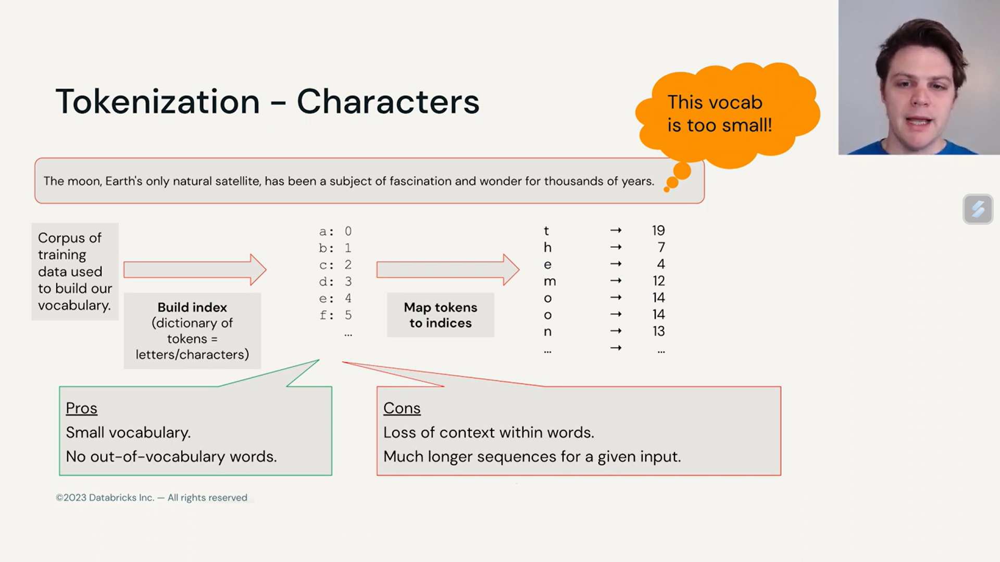 Tokenization - Characters
This vocab
is too small!
The moon, Earth's only natural satellite, has been a subject of fascination and wonder for thousands of years.
Corpus of
training
data used
to build our
vocabulary.
Build index
(dictionary of
tokens =
letters/characters)
a: 0
b: 1
c: 2
d: 3
e: 4
f: 5
...
Map tokens
to indices
t → 19
h → 7
e → 4
m → 12
o → 14
o → 14
n → 13
... → ...
Pros
Small vocabulary.
No out-of-vocabulary words.
Cons
Loss of context within words.
Much longer sequences for a given input.
©2023 Databricks Inc. — All rights reserved